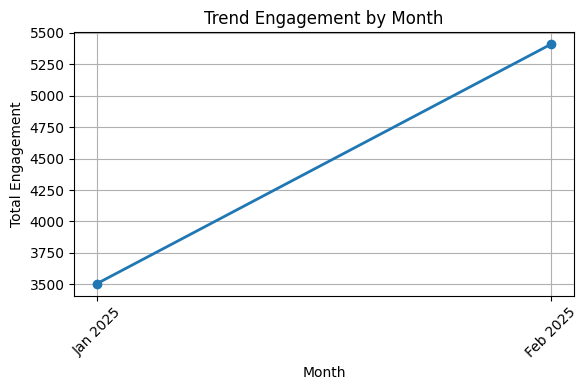 Trend Engagement by Month
Total Engagement
5500
5250
5000
4750
4500
4250
4000
3750
3500
Jan 2025
Feb 2025
Month